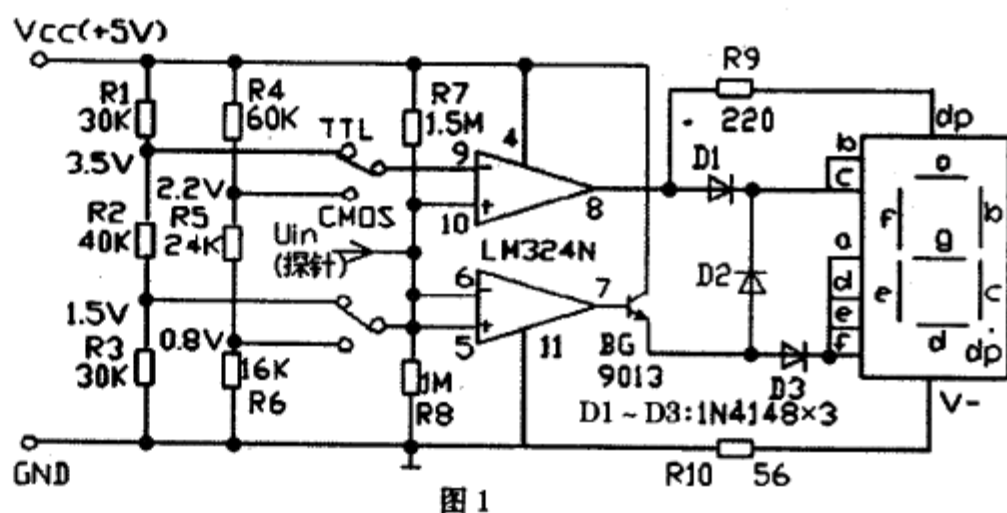 Vcc(+5V)
R1
30K
R4
60K
R7
1.5M
R9
220
dp
TTL
3.5V
9
4
D1
b
c
2.2V
10
8
R2
40K
R5
24K
CMOS
Uin
(探针)
LM324N
a
d
e
f
D2
a
f
b
g
e
c
d
dp
6
7
1.5V
5
11
0.8V
BG
9013
D3
R3
30K
16K
R6
1M
R8
D1~D3:1N4148×3
V-
GND
R10
56
图 1